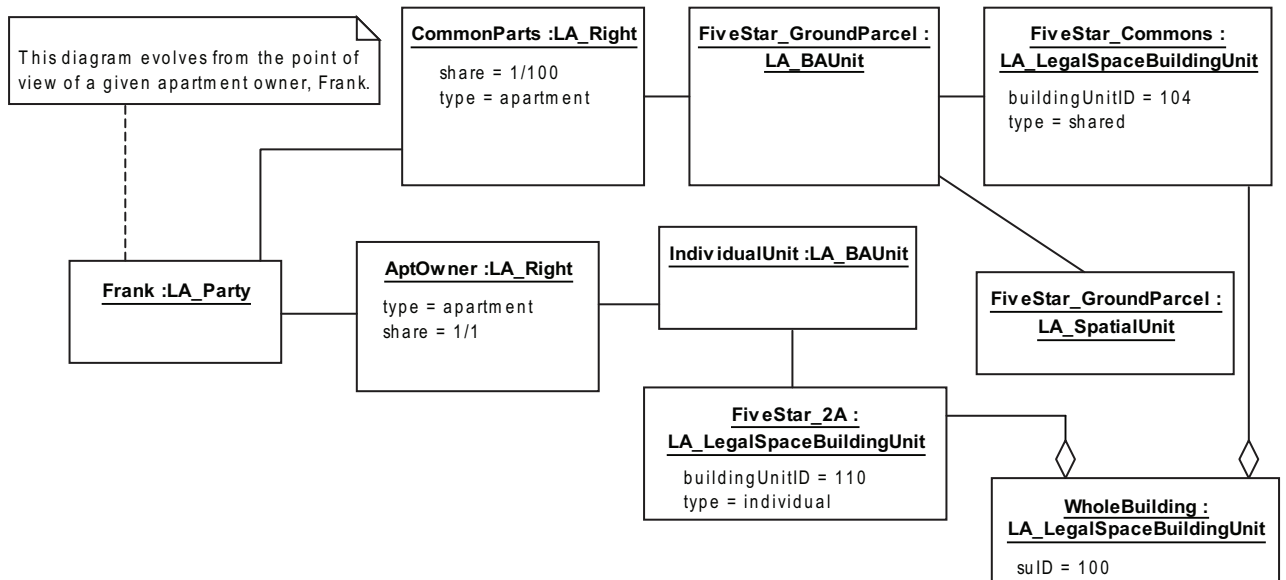 This diagram evolves from the point of
view of a given apartment owner, Frank.
CommonParts :LA_Right
share = 1/100
type = apartment
FiveStar_GroundParcel :
LA_BAUnit
FiveStar_Commons :
LA_LegalSpaceBuildingUnit
buildingUnitID = 104
type = shared
Frank :LA_Party
AptOwner :LA_Right
type = apartment
share = 1/1
IndividualUnit :LA_BAUnit
FiveStar_GroundParcel :
LA_SpatialUnit
FiveStar_2A :
LA_LegalSpaceBuildingUnit
buildingUnitID = 110
type = individual
WholeBuilding :
LA_LegalSpaceBuildingUnit
suID = 100